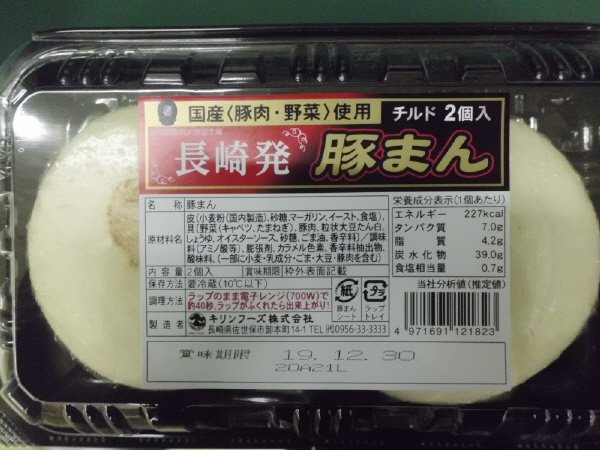 国産〈豚肉・野菜〉使用
チルド 2個入
長崎発 豚まん
名 称 豚まん
原材料名 皮(小麦粉(国内製造)、砂糖、マーガリン、イースト、食塩)、
具〔野菜(キャベツ、たまねぎ)、豚肉、粒状大豆たん白、
しょうゆ、オイスターソース、砂糖、ごま油、香辛料〕／調味
料(アミノ酸等)、膨張剤、カラメル色素、香辛料抽出物、
酸味料、(一部に小麦・乳成分・ごま・大豆・豚肉を含む)
内容量 2個入 賞味期限 枠外表面記載
保存方法 要冷蔵(10℃以下)
調理方法 ラップのまま電子レンジ(700W)で
約40秒。ラップがふくれたら出来上がり!
製造者 キリンフーズ株式会社
長崎県佐世保市卸本町14-1 TEL(代)0956-33-3333
栄養成分表示(1個あたり)
エネルギー 227kcal
タンパク質 7.0g
脂質 4.2g
炭水化物 39.0g
食塩相当量 0.7g
当社分析値(推定値)
紙 プラ
豚まんシート ラップトレイ
4 971691 121823
賞味期限 19.12.30
20A21L